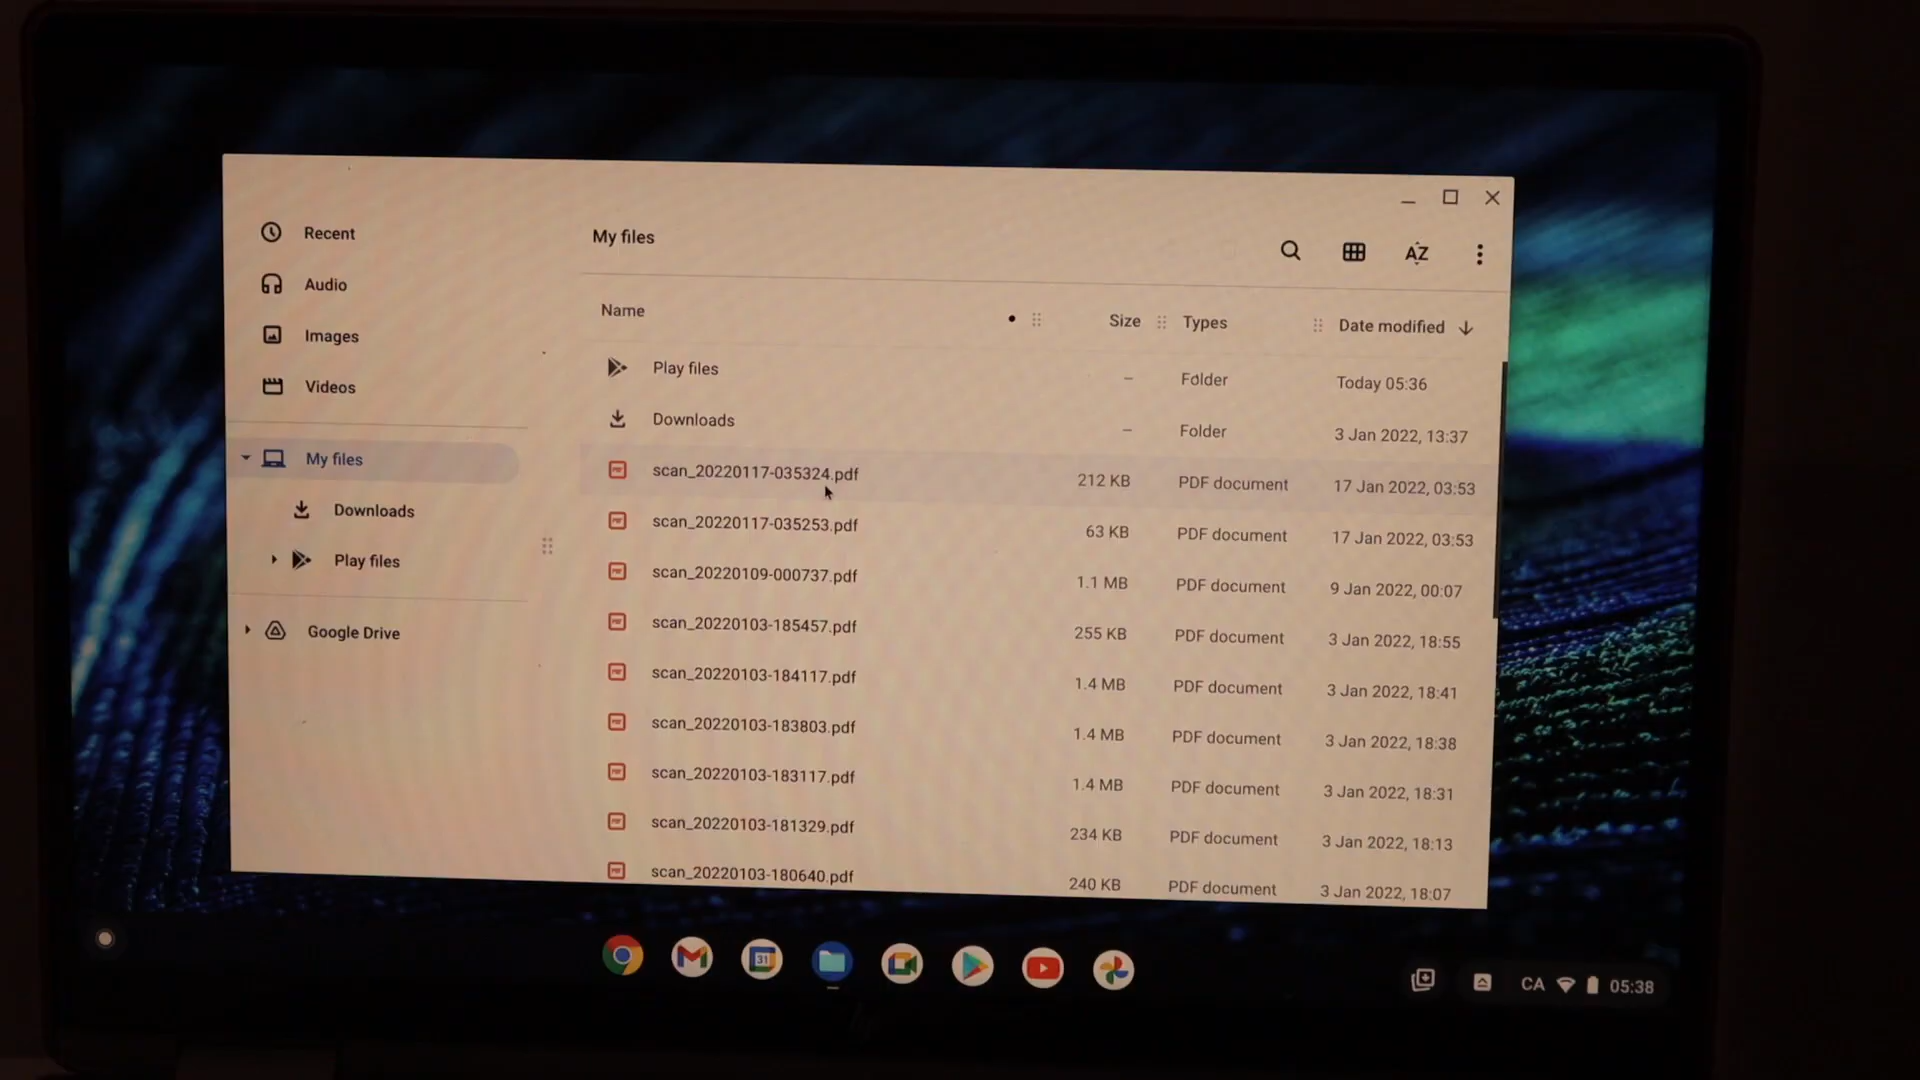 Recent
Audio
Images
Videos
My files
Downloads
Play files
Google Drive
My files
AZ
Name Size Types Date modified
Play files – Folder Today 05:36
Downloads – Folder 3 Jan 2022, 13:37
scan_20220117-035324.pdf 212 KB PDF document 17 Jan 2022, 03:53
scan_20220117-035253.pdf 63 KB PDF document 17 Jan 2022, 03:53
scan_20220109-000737.pdf 1.1 MB PDF document 9 Jan 2022, 00:07
scan_20220103-185457.pdf 255 KB PDF document 3 Jan 2022, 18:55
scan_20220103-184117.pdf 1.4 MB PDF document 3 Jan 2022, 18:41
scan_20220103-183803.pdf 1.4 MB PDF document 3 Jan 2022, 18:38
scan_20220103-183117.pdf 1.4 MB PDF document 3 Jan 2022, 18:31
scan_20220103-181329.pdf 234 KB PDF document 3 Jan 2022, 18:13
scan_20220103-180640.pdf 240 KB PDF document 3 Jan 2022, 18:07
31
CA 05:38